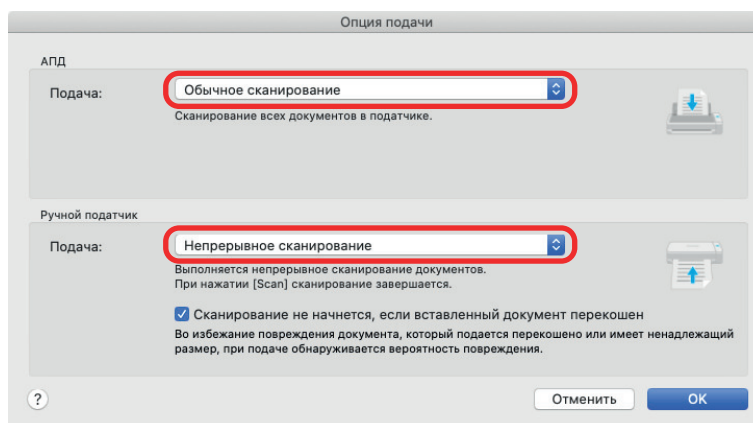 Опция подачи
АПД
Подача:
Обычное сканирование
Сканирование всех документов в податчике.
Ручной податчик
Подача:
Непрерывное сканирование
Выполняется непрерывное сканирование документов.
При нажатии [Scan] сканирование завершается.
Сканирование не начнется, если вставленный документ перекошен
Во избежание повреждения документа, который подается перекошено или имеет ненадлежащий
размер, при подаче обнаруживается вероятность повреждения.
?
Отменить
OK